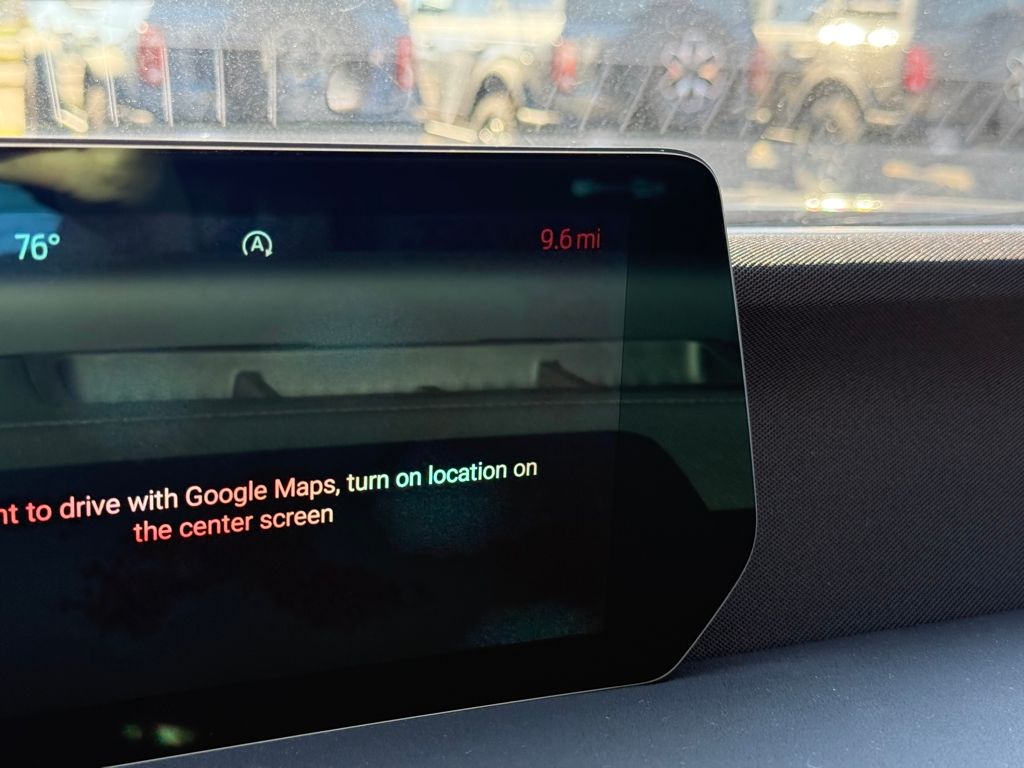 76°
A
9.6 mi
nt to drive with Google Maps, turn on location on
the center screen